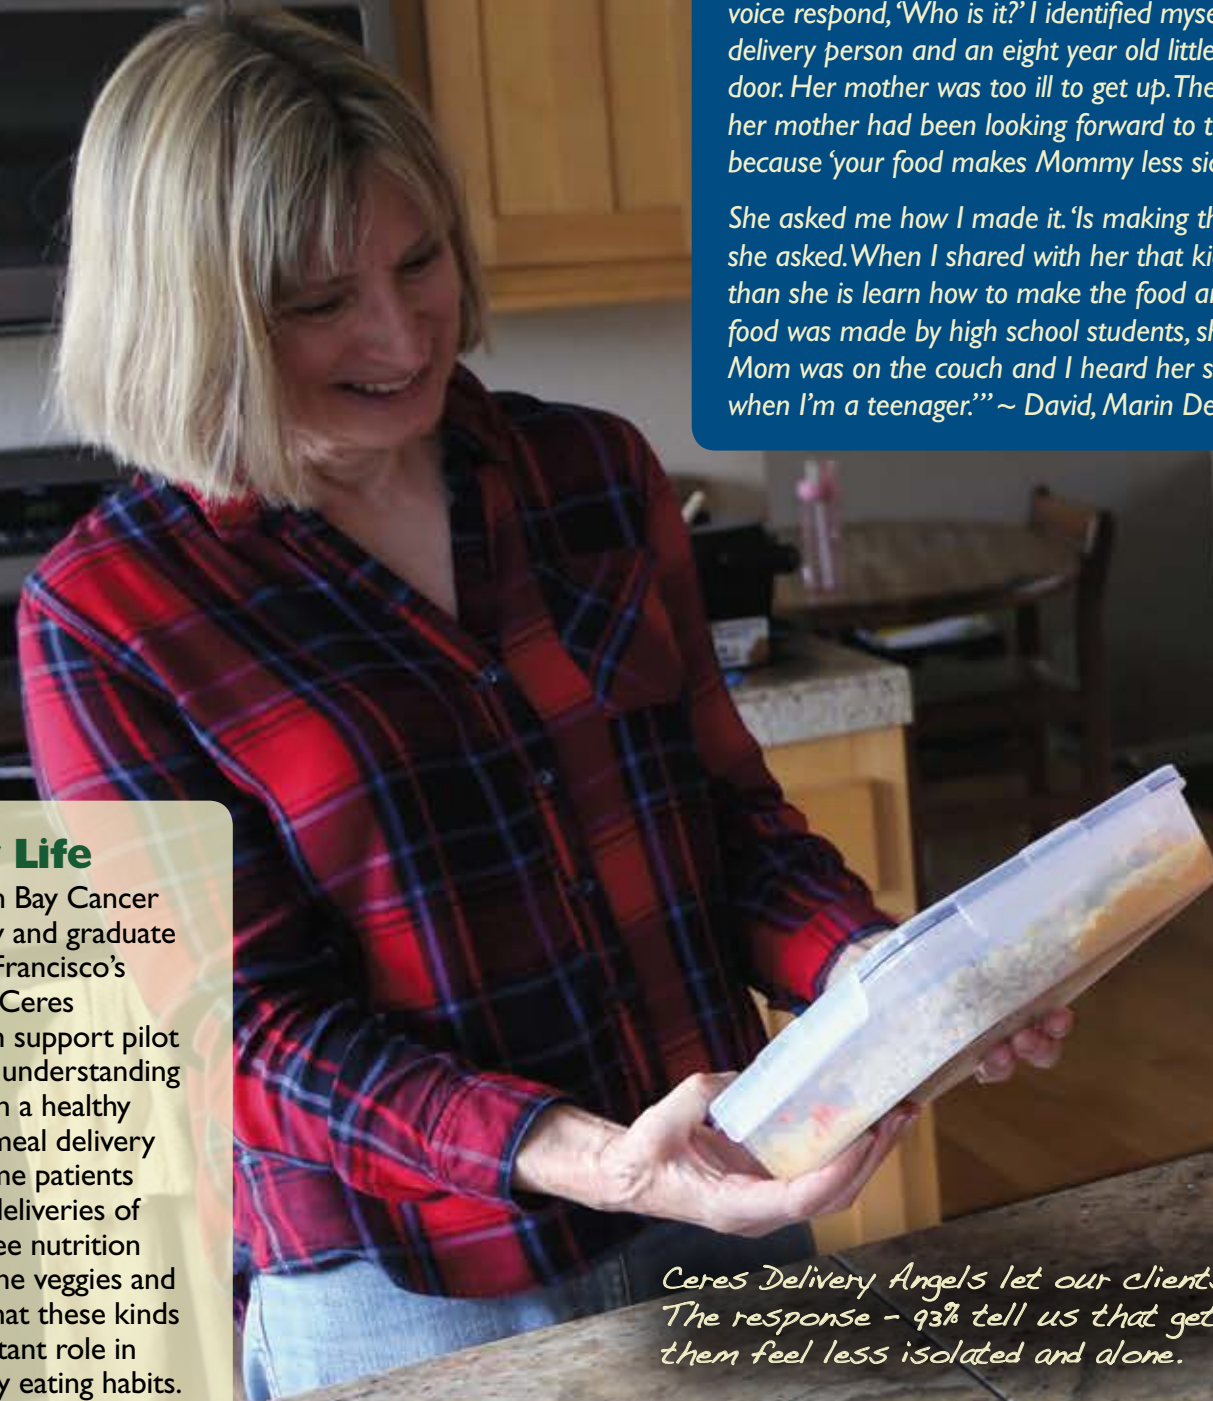 voice respond, ‘Who is it?’ I identified myse
delivery person and an eight year old little
door. Her mother was too ill to get up. The
her mother had been looking forward to t
because ‘your food makes Mommy less sic
She asked me how I made it. ‘Is making th
she asked. When I shared with her that ki
than she is learn how to make the food a
food was made by high school students, sh
Mom was on the couch and I heard her s
when I’m a teenager.’” ~ David, Marin De
Life
n Bay Cancer
y and graduate
Francisco’s
Ceres
n support pilot
understanding
n a healthy
meal delivery
me patients
deliveries of
ee nutrition
ne veggies and
hat these kinds
tant role in
y eating habits.
Ceres Delivery Angels let our clients
The response - 93% tell us that get
them feel less isolated and alone.